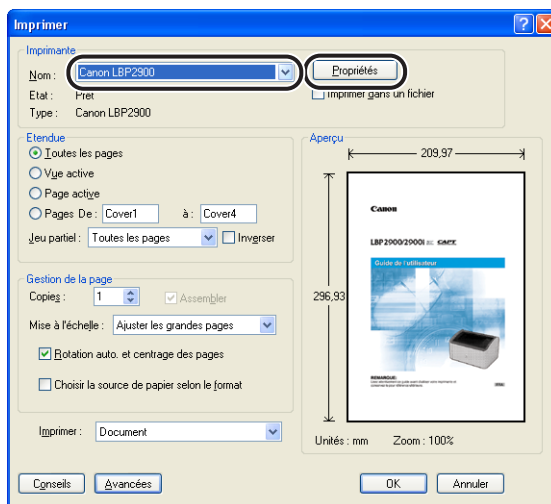 Imprimer
Imprimante
Nom : Canon LBP2900 Propriétés
Etat : Prêt Imprimer dans un fichier
Type : Canon LBP2900
Etendue
Toutes les pages
Vue active
Page active
Pages De : Cover1 à : Cover4
Jeu partiel : Toutes les pages Inverser
Gestion de la page
Copies : 1 Assembler
Mise à l'échelle : Ajuster les grandes pages
Rotation auto. et centrage des pages
Choisir la source de papier selon le format
Imprimer : Document
Aperçu
209,97
296,93
Canon
LBP2000/2000i CAPT
Guide de l'utilisateur
REMARQUE:
Unités : mm Zoom : 100%
Conseils Avancées OK Annuler